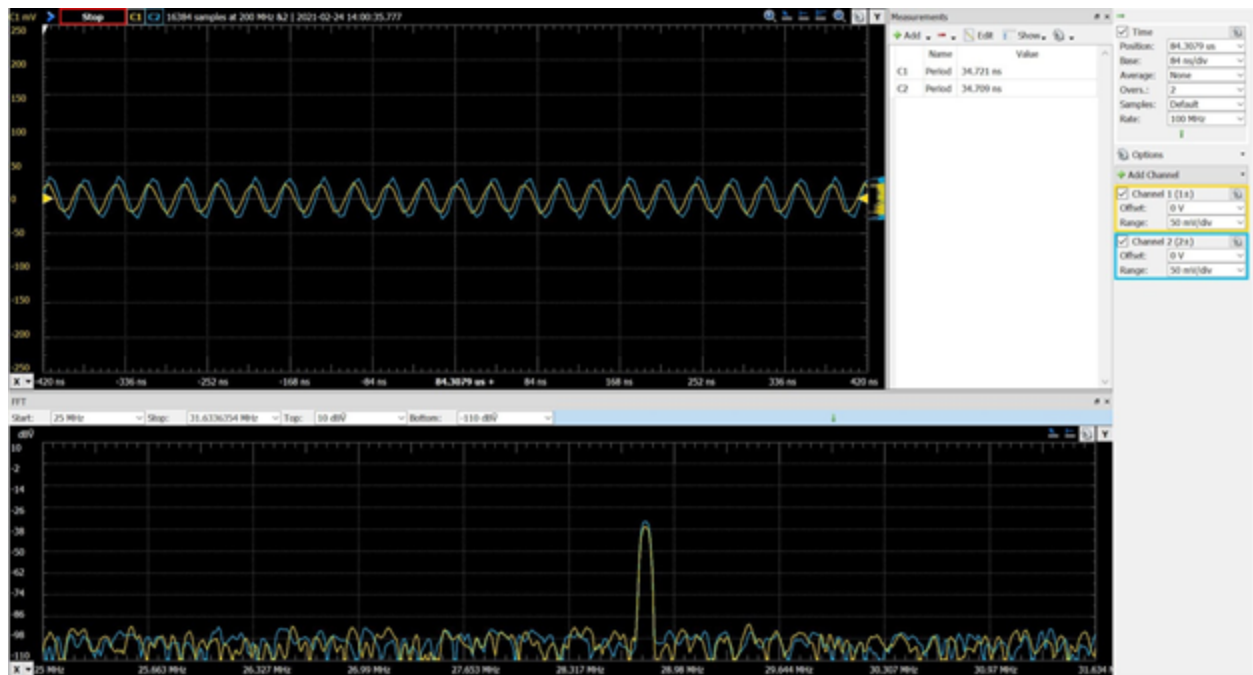 C1 mV Stop C1 C2 16384 samples at 200 MHz &2 | 2021-02-24 14:00:35.777 Y
250
200
150
100
50
0
-50
-100
-150
-200
-250
X -420 ns -336 ns -252 ns -168 ns -84 ns 84.3079 us + 84 ns 168 ns 252 ns 336 ns 420 ns
Measurements
Add Edit Show
Name Value
C1 Period 34.721 ns
C2 Period 34.709 ns
Time
Position: 84.3079 us
Base: 84 ns/div
Average: None
Overs.: 2
Samples: Default
Rate: 100 MHz
Options
Add Channel
Channel 1 (1±)
Offset: 0 V
Range: 50 mV/div
Channel 2 (2±)
Offset: 0 V
Range: 50 mV/div
FFT
Start: 25 MHz Stop: 31.6336354 MHz Top: 10 dBṼ Bottom: -110 dBṼ
dBṼ Y
10
-2
-14
-26
-38
-50
-62
-74
-86
-98
-110
X 25 MHz 25.663 MHz 26.327 MHz 26.99 MHz 27.653 MHz 28.317 MHz 28.98 MHz 29.644 MHz 30.307 MHz 30.97 MHz 31.634